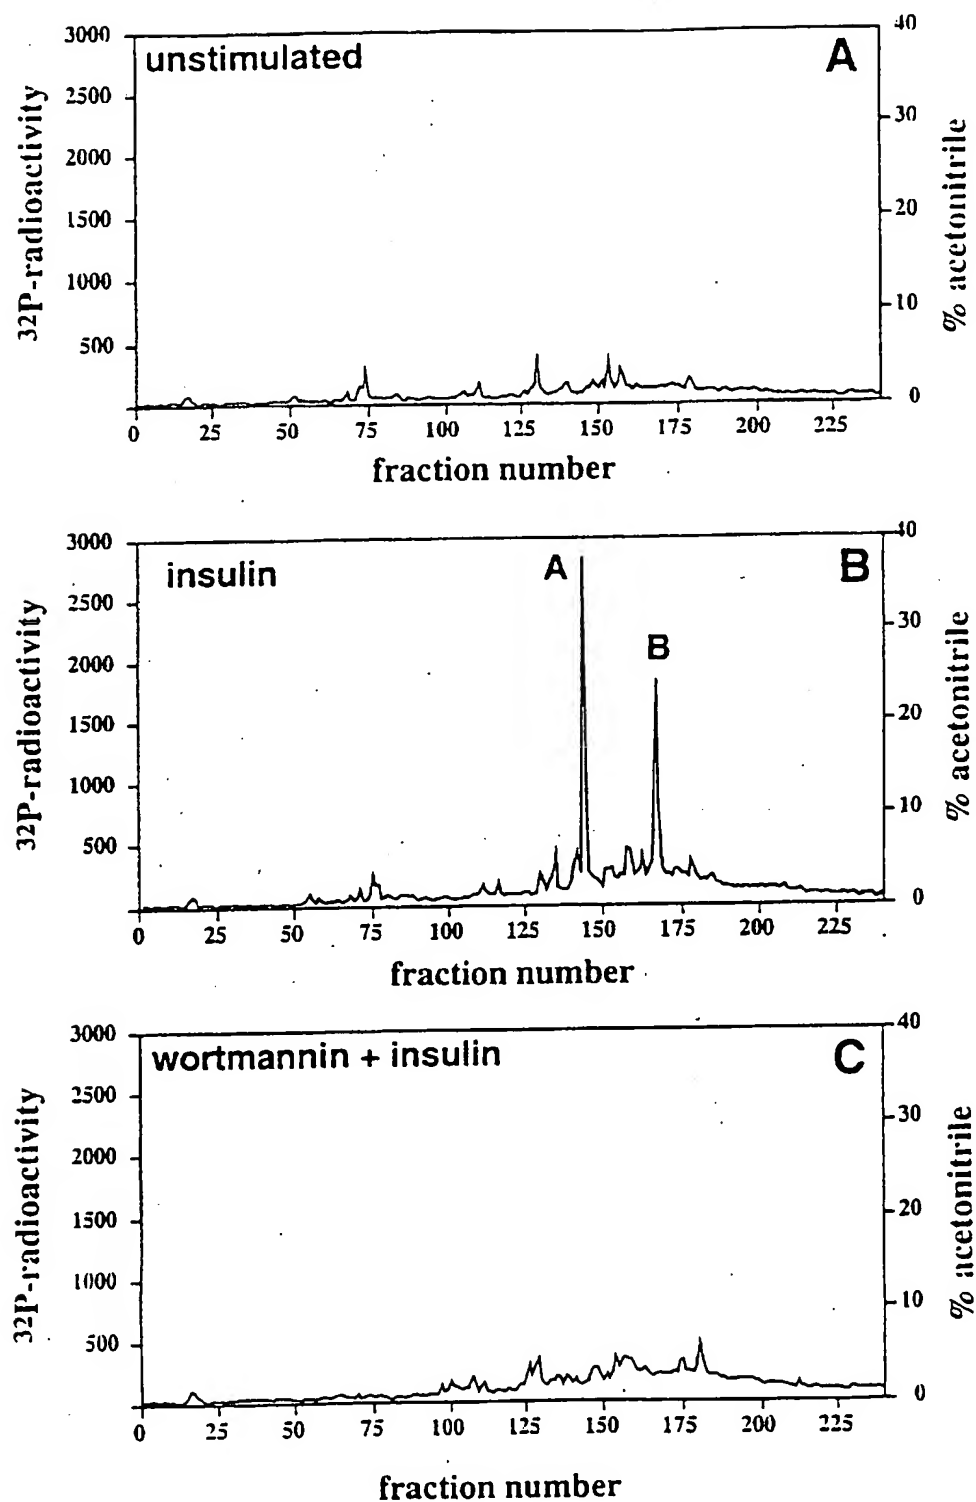 unstimulated
A
3000
2500
2000
1500
1000
500
32P-radioactivity
40
30
20
10
0
% acetonitrile
0 25 50 75 100 125 150 175 200 225
fraction number
insulin
A
B
B
3000
2500
2000
1500
1000
500
32P-radioactivity
40
30
20
10
0
% acetonitrile
0 25 50 75 100 125 150 175 200 225
fraction number
wortmannin + insulin
C
3000
2500
2000
1500
1000
500
32P-radioactivity
40
30
20
10
0
% acetonitrile
0 25 50 75 100 125 150 175 200 225
fraction number